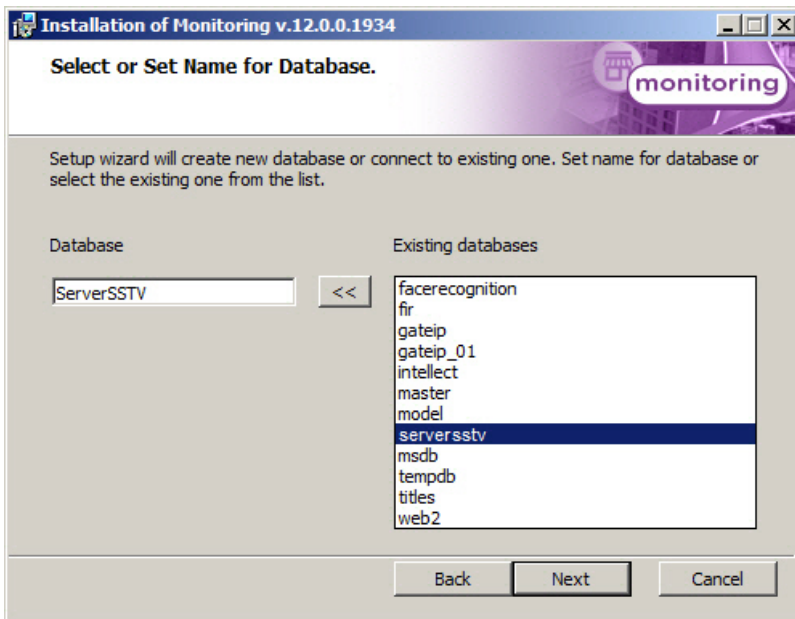 Installation of Monitoring v.12.0.0.1934
Select or Set Name for Database.
monitoring
Setup wizard will create new database or connect to existing one. Set name for database or
select the existing one from the list.
Database
Existing databases
ServerSSTV
<<
facerecognition
fir
gateip
gateip_01
intellect
master
model
serversstv
msdb
tempdb
titles
web2
Back
Next
Cancel